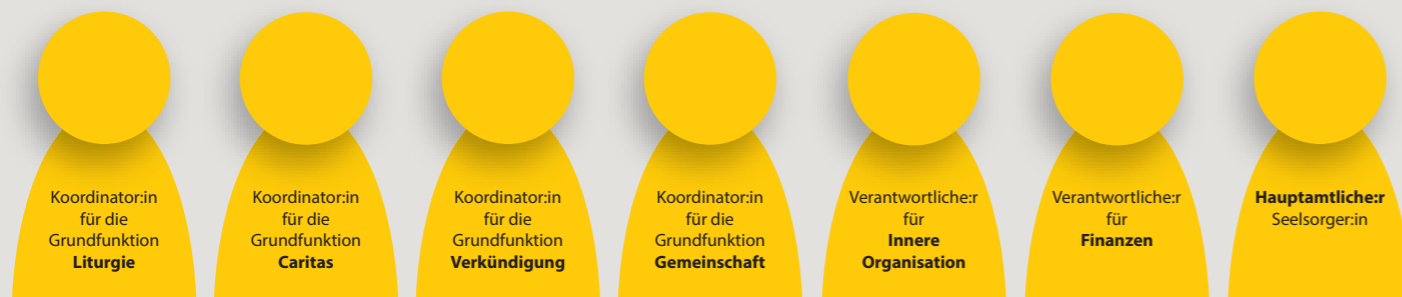 Koordinator:in
für die
Grundfunktion
Liturgie
Koordinator:in
für die
Grundfunktion
Caritas
Koordinator:in
für die
Grundfunktion
Verkündigung
Koordinator:in
für die
Grundfunktion
Gemeinschaft
Verantwortliche:r
für
Innere
Organisation
Verantwortliche:r
für
Finanzen
Hauptamtliche:r
Seelsorger:in